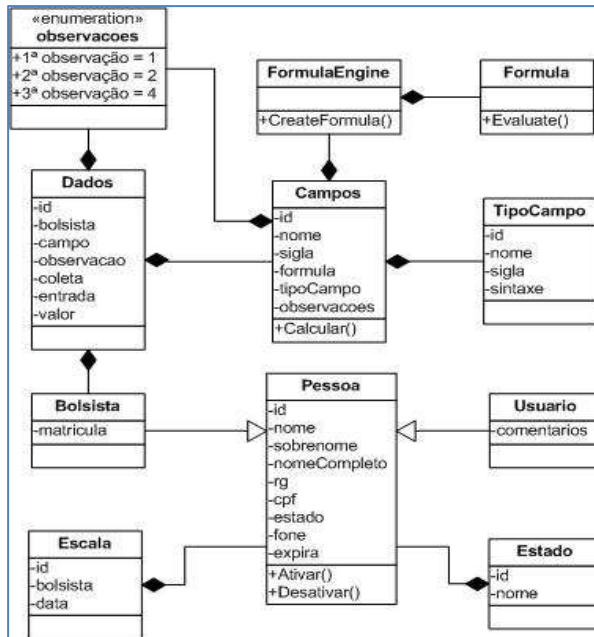 «enumeration»
observacoes
+1ª observação = 1
+2ª observação = 2
+3ª observação = 4
FormulaEngine
+CreateFormula()
Formula
+Evaluate()
Dados
-id
-bolsista
-campo
-observacao
-coleta
-entrada
-valor
Campos
-id
-nome
-sigla
-formula
-tipoCampo
-observacoes
+Calcular()
TipoCampo
-id
-nome
-sigla
-sintaxe
Bolsista
-matricula
Pessoa
-id
-nome
-sobrenome
-nomeCompleto
-rg
-cpf
-estado
-fone
-expira
+Ativar()
+Desativar()
Usuario
-comentarios
Escala
-id
-bolsista
-data
Estado
-id
-nome